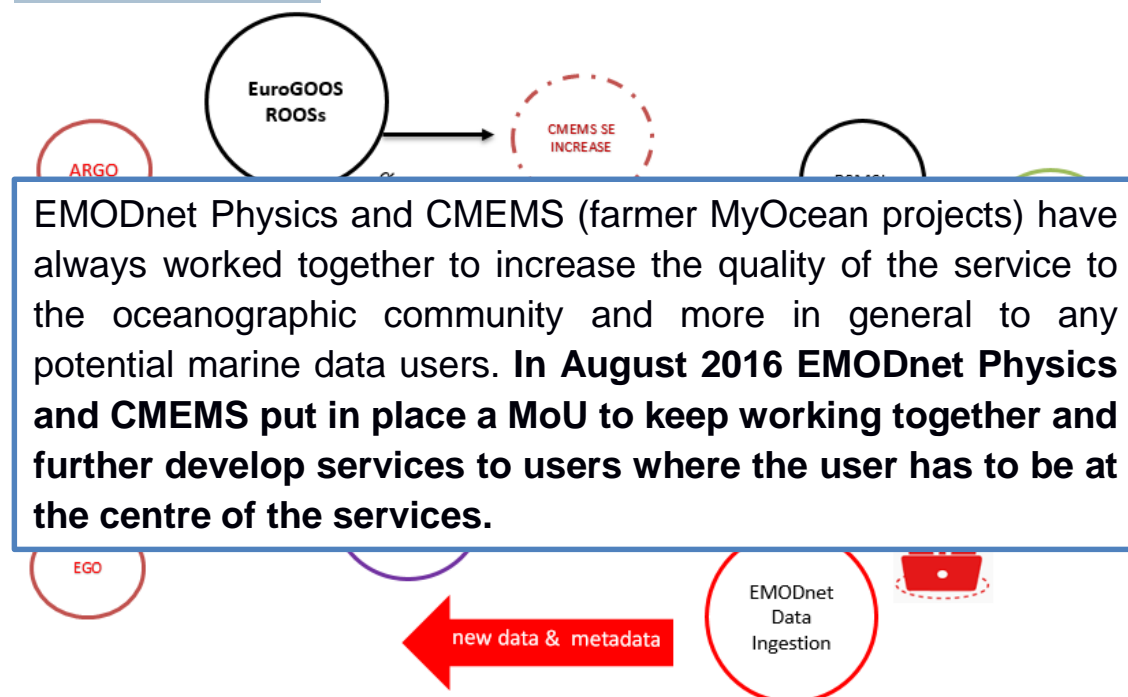 EuroGOOS
ROOSs
CMEMS SE
INCREASE
ARGO
EMODnet Physics and CMEMS (farmer MyOcean projects) have
always worked together to increase the quality of the service to
the oceanographic community and more in general to any
potential marine data users. In August 2016 EMODnet Physics
and CMEMS put in place a MoU to keep working together and
further develop services to users where the user has to be at
the centre of the services.
EGO
EMODnet
Data
Ingestion
new data & metadata